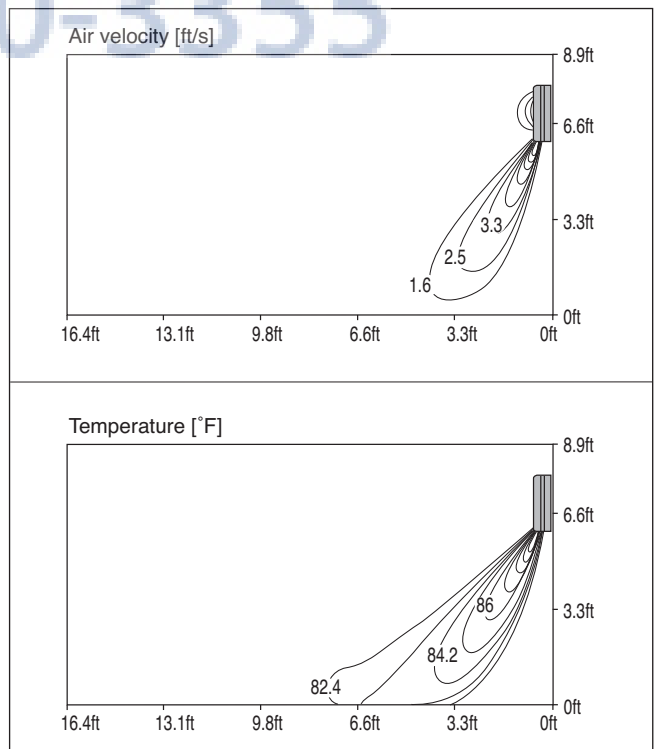 0-3355
Air velocity [ft/s]
8.9ft
6.6ft
3.3ft
3.3
2.5
1.6
0ft
16.4ft 13.1ft 9.8ft 6.6ft 3.3ft 0ft
Temperature [˚F]
8.9ft
6.6ft
3.3ft
86
84.2
82.4
0ft
16.4ft 13.1ft 9.8ft 6.6ft 3.3ft 0ft